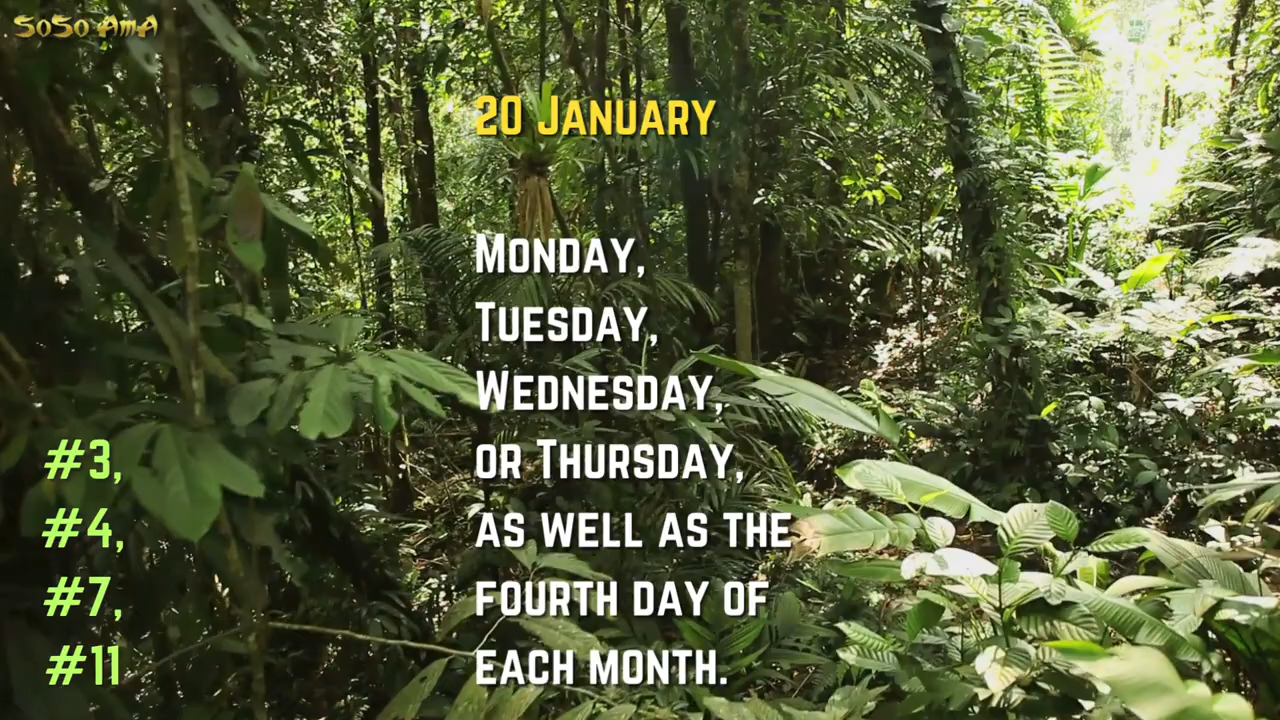 SoSo AmA
20 January
Monday,
Tuesday,
Wednesday,
or Thursday,
as well as the
fourth day of
each month.
#3,
#4,
#7,
#11